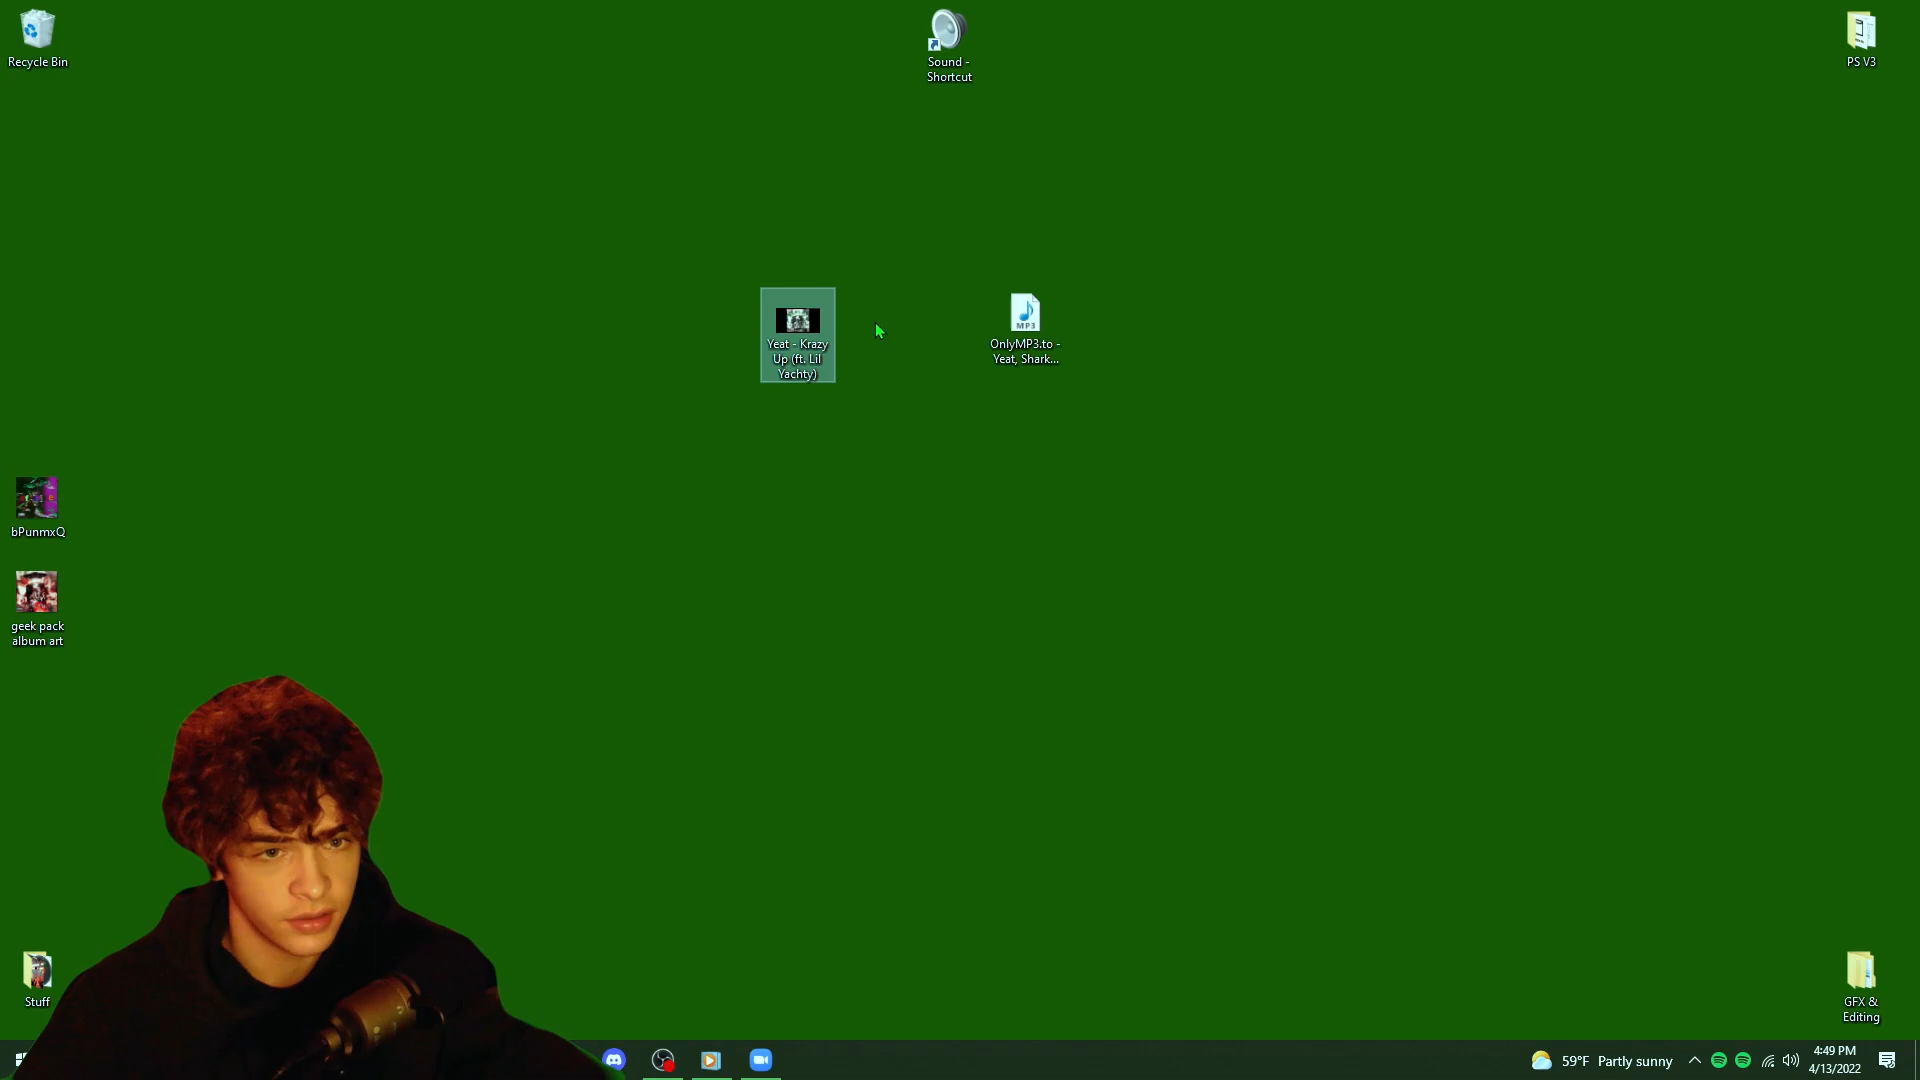 Recycle Bin
Sound -
Shortcut
PS V3
Yeat - Krazy
Up (ft. Lil
Yachty)
MP3
OnlyMP3.to -
Yeat, Shark...
bPunmxQ
geek pack
album art
Stuff
GFX &
Editing
59°F Partly sunny
4:49 PM
4/13/2022